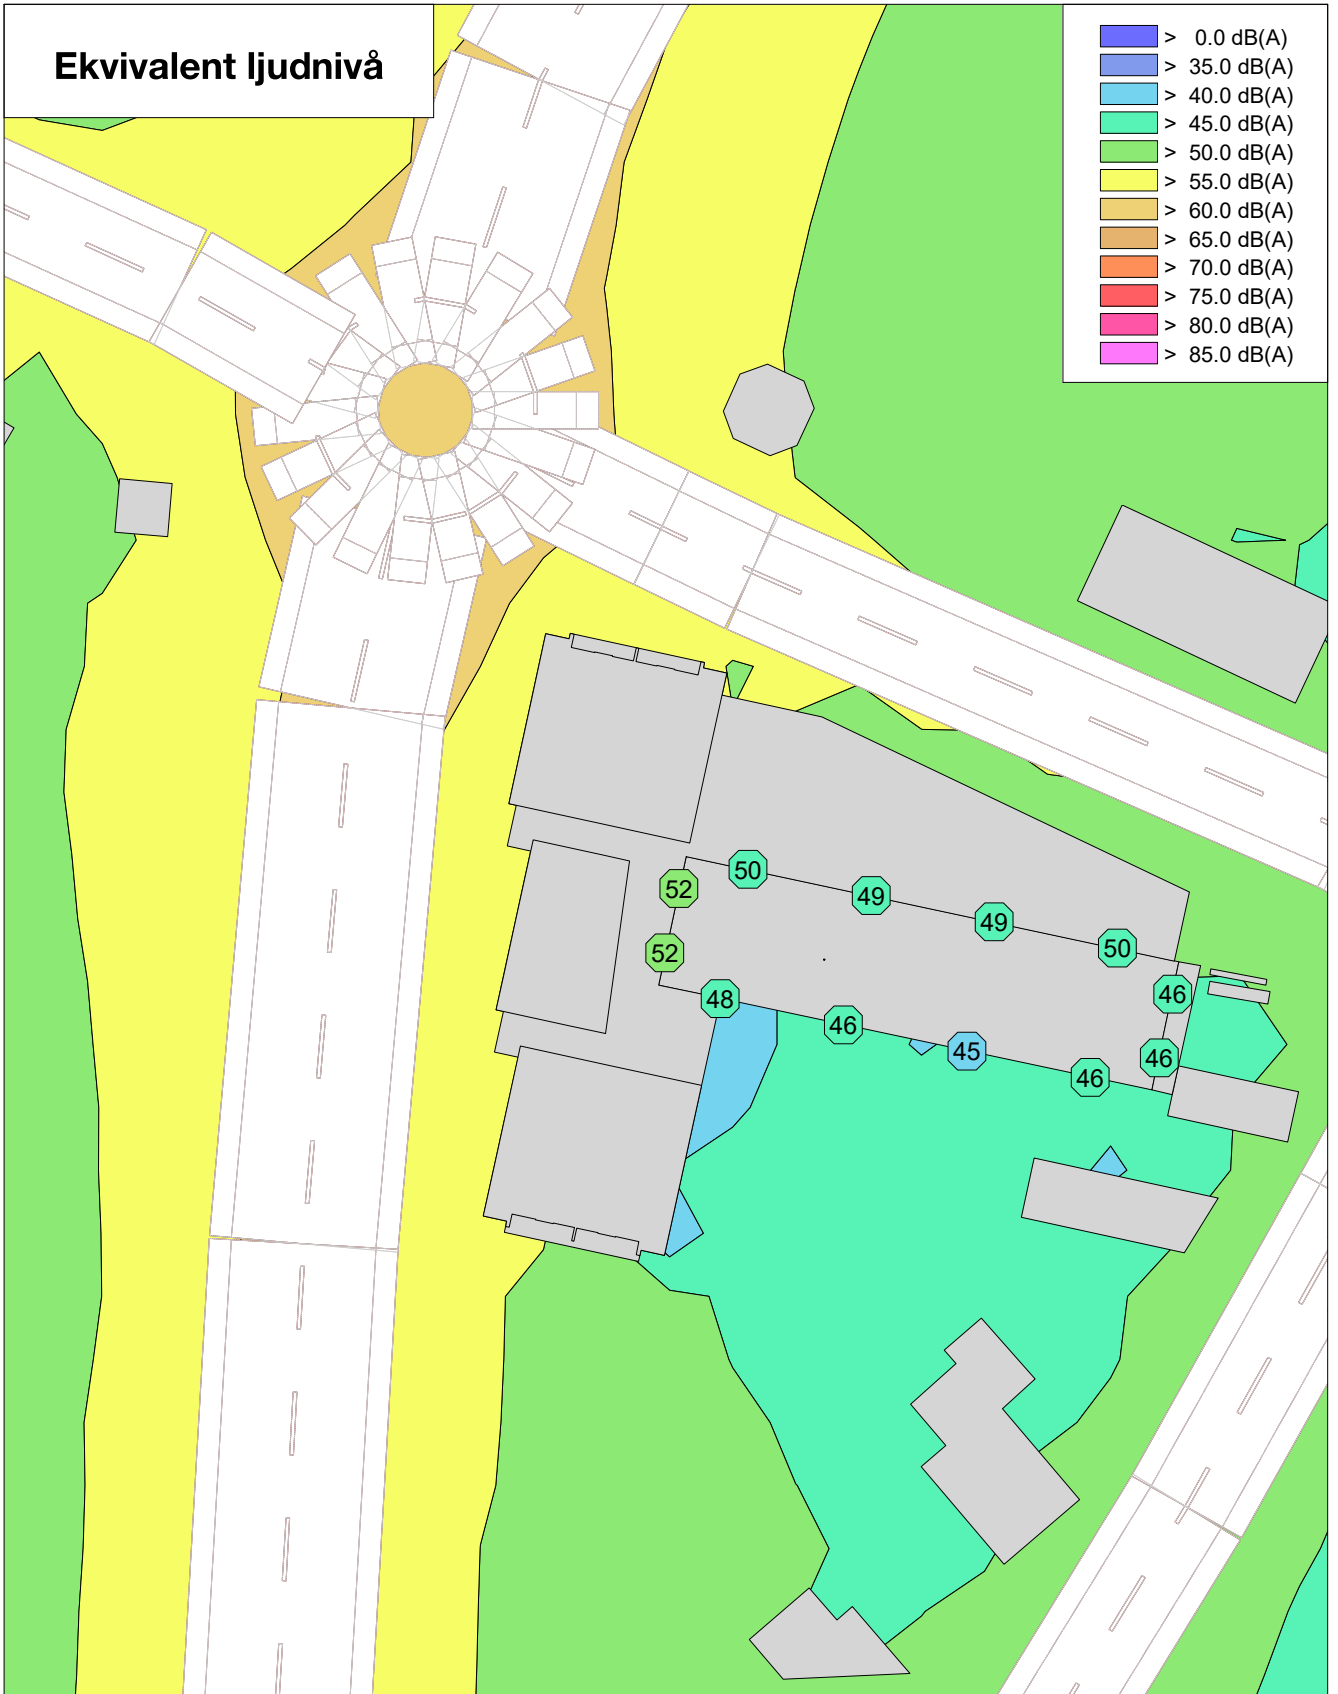 Ekvivalent ljudnivå
> 0.0 dB(A)
> 35.0 dB(A)
> 40.0 dB(A)
> 45.0 dB(A)
> 50.0 dB(A)
> 55.0 dB(A)
> 60.0 dB(A)
> 65.0 dB(A)
> 70.0 dB(A)
> 75.0 dB(A)
> 80.0 dB(A)
> 85.0 dB(A)
50
52
49
49
50
52
48
46
46
45
46
46